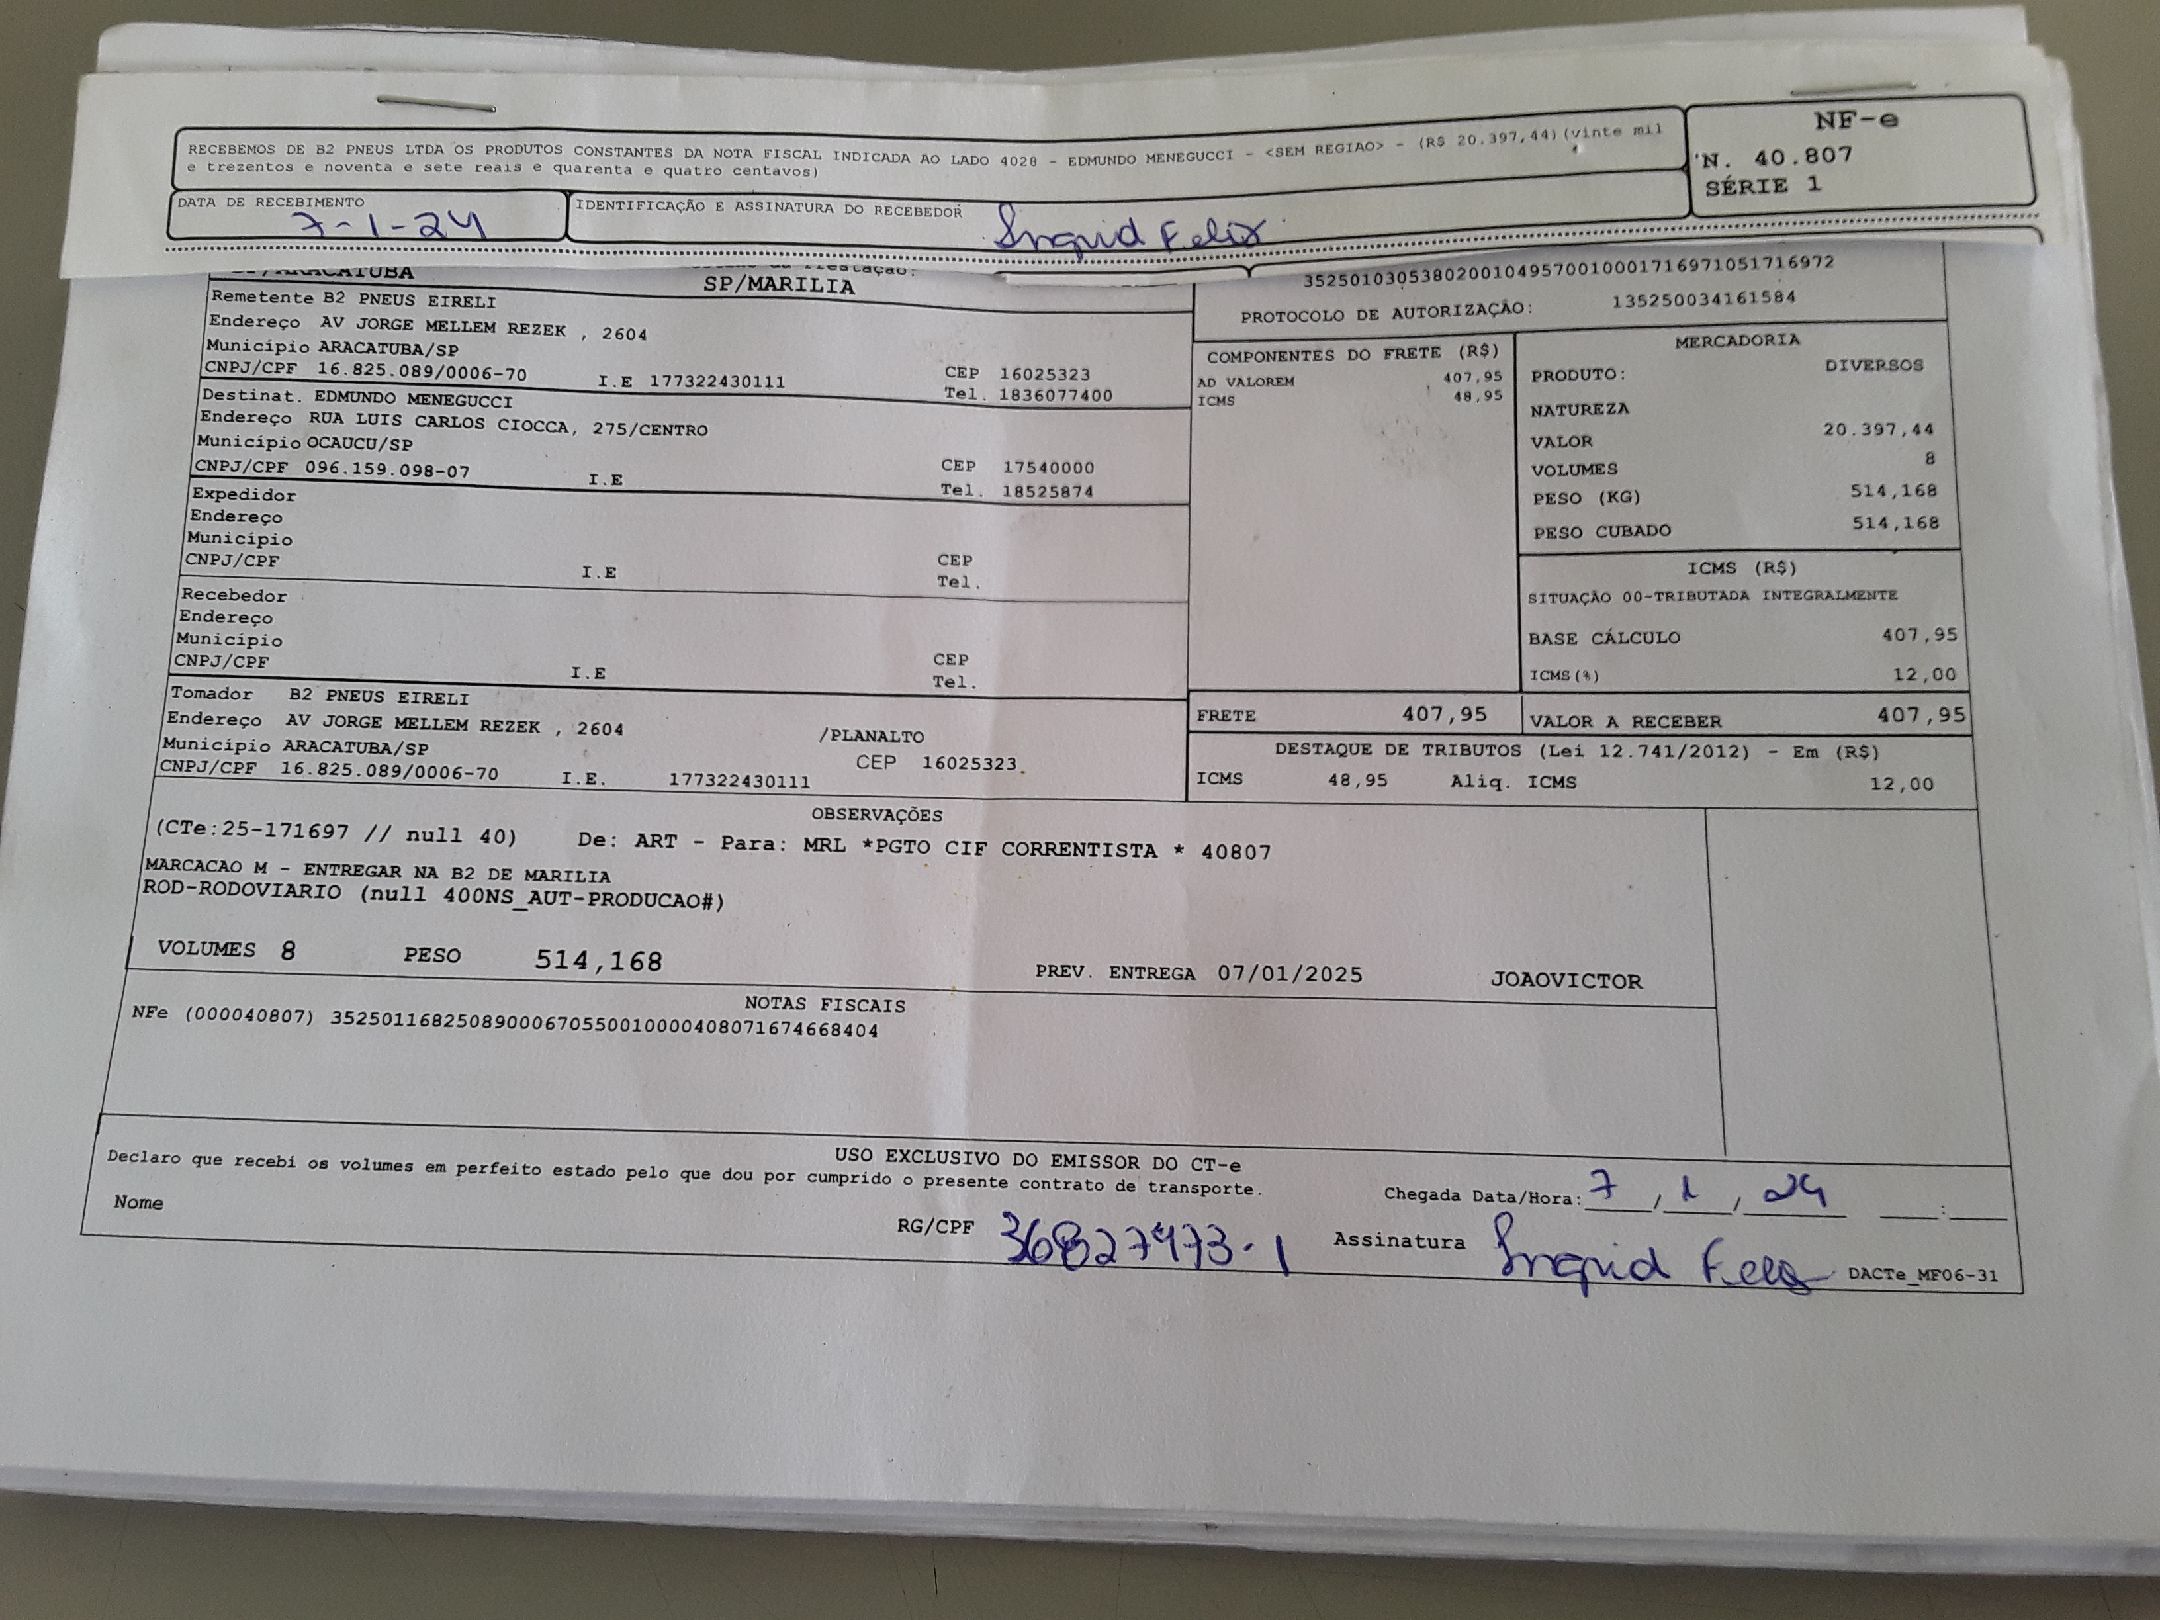 RECEBEMOS DE B2 PNEUS LTDA OS PRODUTOS CONSTANTES DA NOTA FISCAL INDICADA AO LADO 4028 - EDMUNDO MENEGUCCI - <SEM REGIAO> - (R$ 20.397,44)(vinte mil
e trezentos e noventa e sete reais e quarenta e quatro centavos)
NF-e
N. 40.807
SÉRIE 1
DATA DE RECEBIMENTO
7-1-24
IDENTIFICAÇÃO E ASSINATURA DO RECEBEDOR
Ingrid Felix
SP/ARACATUBA
SP/MARILIA
35250103053802001049570010001716971051716972
PROTOCOLO DE AUTORIZAÇÃO: 135250034161584
Remetente B2 PNEUS EIRELI
Endereço AV JORGE MELLEM REZEK , 2604
Município ARACATUBA/SP
CNPJ/CPF 16.825.089/0006-70 I.E 177322430111
CEP 16025323
Tel. 1836077400
Destinat. EDMUNDO MENEGUCCI
Endereço RUA LUIS CARLOS CIOCCA, 275/CENTRO
Município OCAUCU/SP
CNPJ/CPF 096.159.098-07 I.E
CEP 17540000
Tel. 18525874
Expedidor
Endereço
Município
CNPJ/CPF I.E
CEP
Tel.
Recebedor
Endereço
Município
CNPJ/CPF I.E
CEP
Tel.
Tomador B2 PNEUS EIRELI
Endereço AV JORGE MELLEM REZEK , 2604 /PLANALTO
Município ARACATUBA/SP CEP 16025323
CNPJ/CPF 16.825.089/0006-70 I.E. 177322430111
COMPONENTES DO FRETE (R$)
AD VALOREM 407,95
ICMS 48,95
MERCADORIA
PRODUTO: DIVERSOS
NATUREZA
VALOR 20.397,44
VOLUMES 8
PESO (KG) 514,168
PESO CUBADO 514,168
ICMS (R$)
SITUAÇÃO 00-TRIBUTADA INTEGRALMENTE
BASE CÁLCULO 407,95
ICMS(%) 12,00
FRETE 407,95 VALOR A RECEBER 407,95
DESTAQUE DE TRIBUTOS (Lei 12.741/2012) - Em (R$)
ICMS 48,95 Aliq. ICMS 12,00
OBSERVAÇÕES
(CTe:25-171697 // null 40) De: ART - Para: MRL *PGTO CIF CORRENTISTA * 40807
MARCACAO M - ENTREGAR NA B2 DE MARILIA
ROD-RODOVIARIO (null 400NS_AUT-PRODUCAO#)
VOLUMES 8 PESO 514,168 PREV. ENTREGA 07/01/2025 JOAOVICTOR
NOTAS FISCAIS
NFe (000040807) 35250116825089000670550010000408071674668404
USO EXCLUSIVO DO EMISSOR DO CT-e
Declaro que recebi os volumes em perfeito estado pelo que dou por cumprido o presente contrato de transporte.
Chegada Data/Hora: 7 / 1 / 24 :
Nome
RG/CPF 36827473-1
Assinatura Ingrid Felix
DACTe_MF06-31